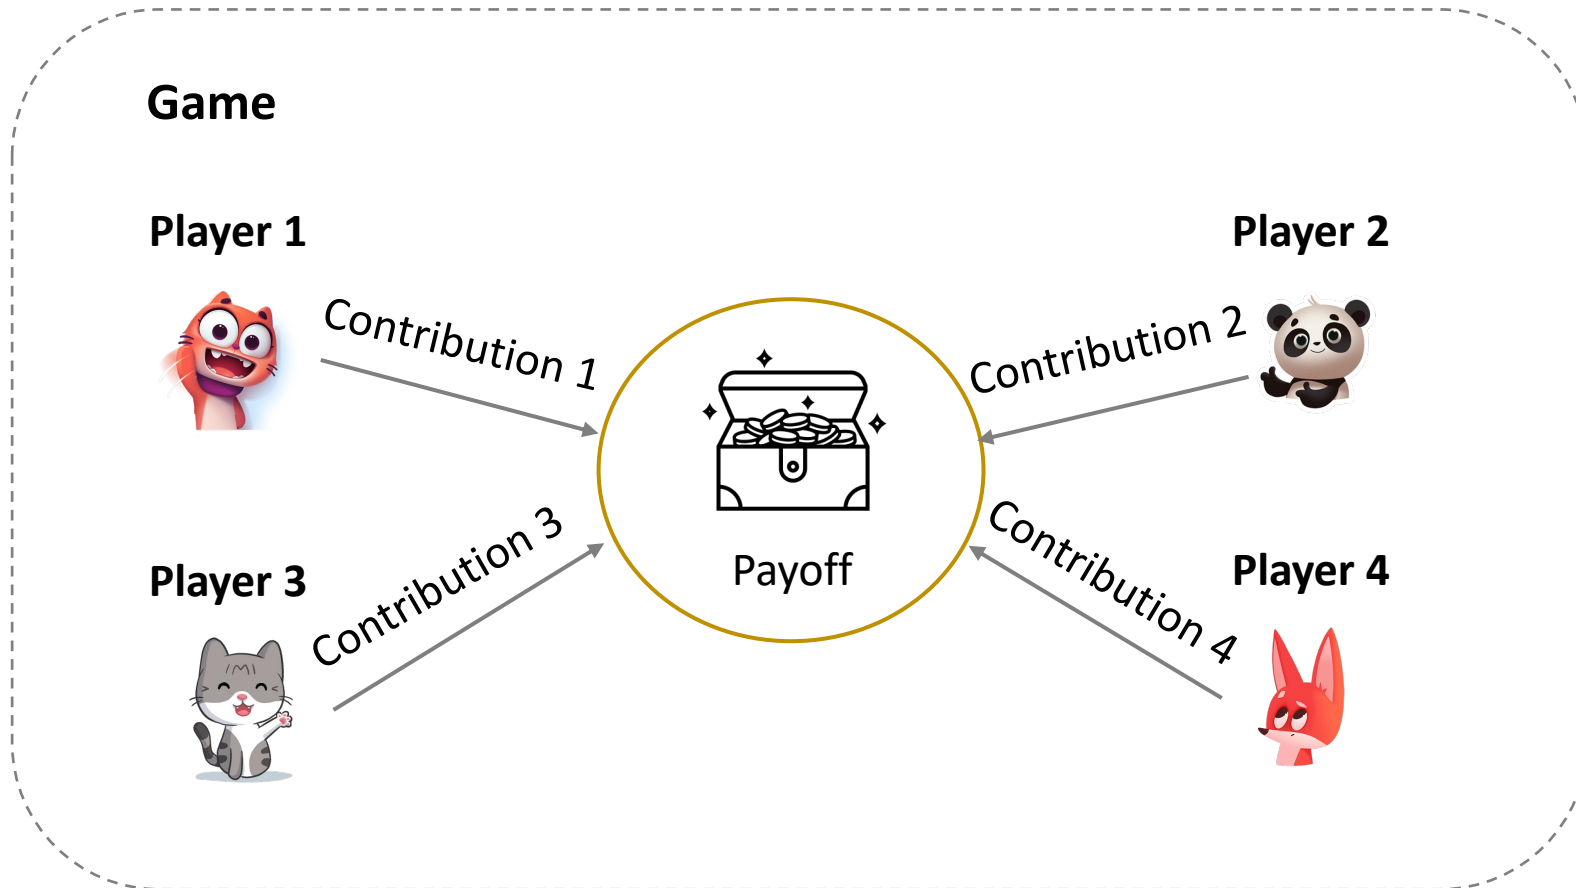 Game
Player 1
Player 2
Contribution 1
Contribution 2
Payoff
Player 3
Contribution 3
Player 4
Contribution 4